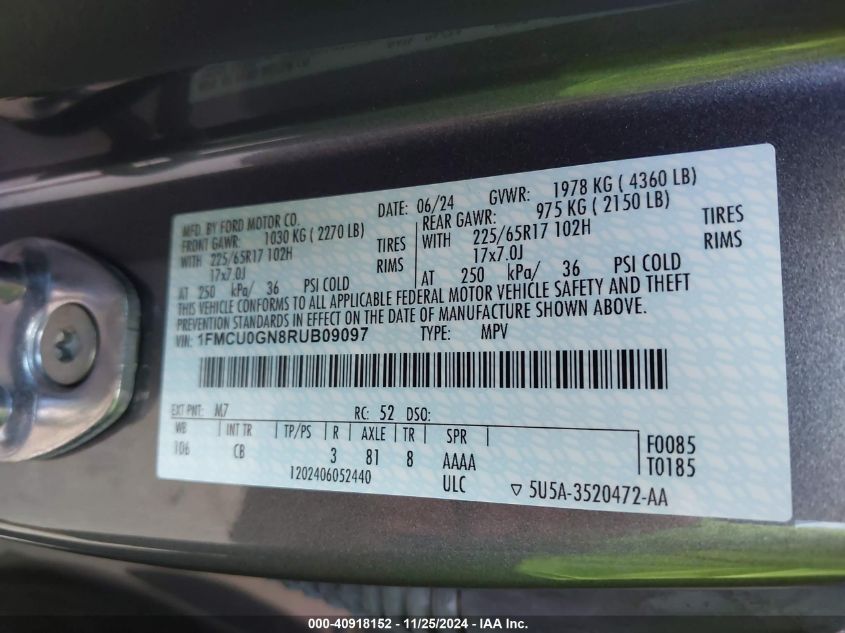 MFD. BY FORD MOTOR CO.
DATE: 06/24 GVWR: 1978 KG ( 4360 LB)
FRONT GAWR: 1030 KG ( 2270 LB)
REAR GAWR: 975 KG ( 2150 LB)
WITH 225/65R17 102H TIRES
WITH 225/65R17 102H TIRES
17x7.0J RIMS
17x7.0J RIMS
AT 250 kPa/ 36 PSI COLD
AT 250 kPa/ 36 PSI COLD
THIS VEHICLE CONFORMS TO ALL APPLICABLE FEDERAL MOTOR VEHICLE SAFETY AND THEFT
PREVENTION STANDARDS IN EFFECT ON THE DATE OF MANUFACTURE SHOWN ABOVE.
VIN: 1FMCU0GN8RUB09097 TYPE: MPV
EXT PNT: M7 RC: 52 DSO:
WB INT TR TP/PS R AXLE TR SPR
106 CB 3 81 8 AAAA
F0085
T0185
1202406052440 ULC
5U5A-3520472-AA
000-40918152 - 11/25/2024 - IAA Inc.